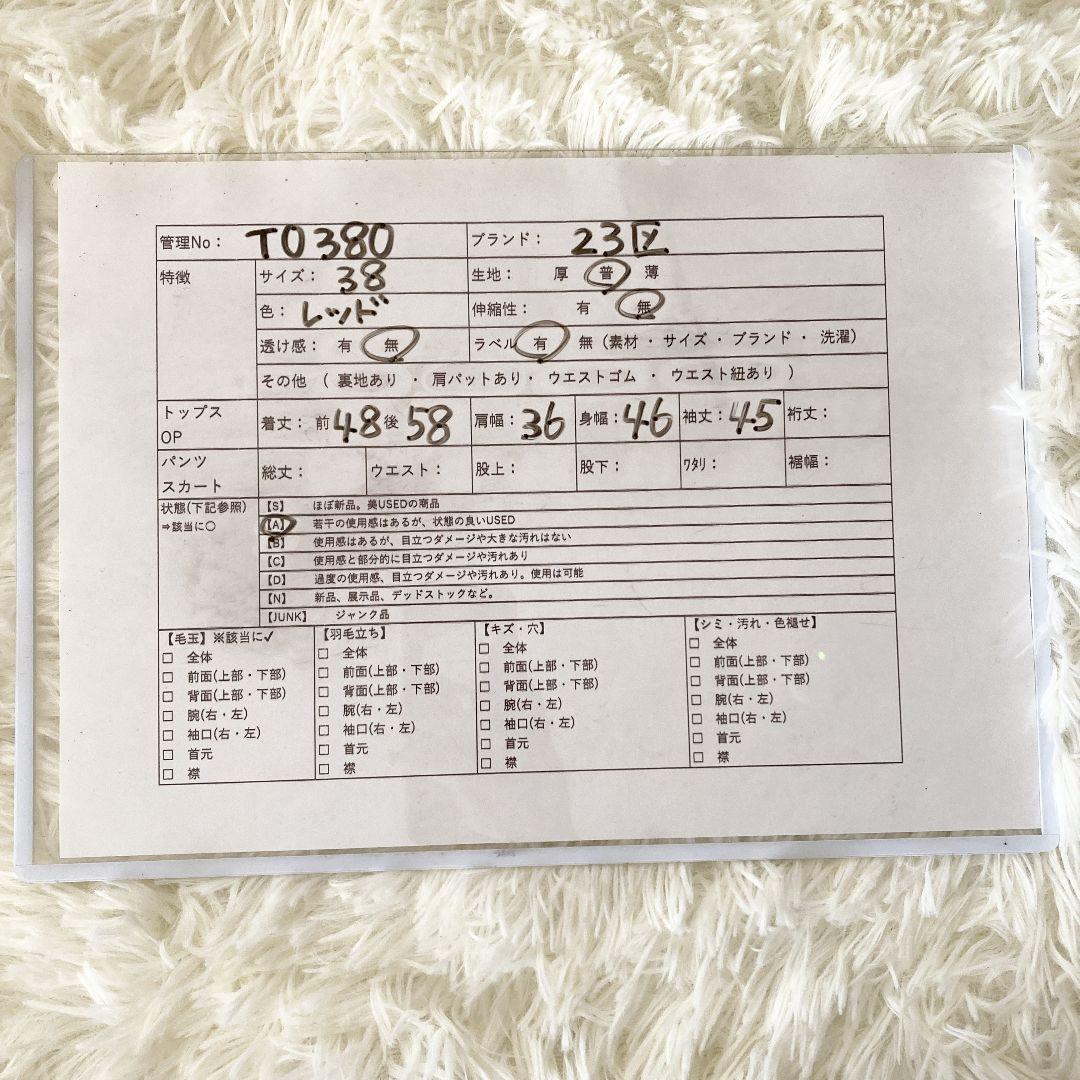 管理No： T0380 ブランド： 23区
特徴 サイズ： 38 生地： 厚 普 薄
色： レッド 伸縮性： 有 無
透け感： 有 無 ラベル 有 無 (素材・サイズ・ブランド・洗濯)
その他 ( 裏地あり ・ 肩パットあり・ ウエストゴム ・ ウエスト紐あり )
トップス OP 着丈： 前48後58 肩幅：36 身幅：46 袖丈：45 裄丈：
パンツ スカート 総丈： ウエスト： 股上： 股下： ﾜﾀﾘ： 裾幅：
状態(下記参照) 【S】 ほぼ新品。美USEDの商品
⇒該当に○ 【A】 若干の使用感はあるが、状態の良いUSED
【B】 使用感はあるが、目立つダメージや大きな汚れはない
【C】 使用感と部分的に目立つダメージや汚れあり
【D】 過度の使用感、目立つダメージや汚れあり。使用は可能
【N】 新品、展示品、デッドストックなど。
【JUNK】 ジャンク品
【毛玉】※該当に✓ 【羽毛立ち】 【キズ・穴】 【シミ・汚れ・色褪せ】
□ 全体 □ 全体 □ 全体 □ 全体
□ 前面(上部・下部) □ 前面(上部・下部) □ 前面(上部・下部) □ 前面(上部・下部)
□ 背面(上部・下部) □ 背面(上部・下部) □ 背面(上部・下部) □ 背面(上部・下部)
□ 腕(右・左) □ 腕(右・左) □ 腕(右・左) □ 腕(右・左)
□ 袖口(右・左) □ 袖口(右・左) □ 袖口(右・左) □ 袖口(右・左)
□ 首元 □ 首元 □ 首元 □ 首元
□ 襟 □ 襟 □ 襟 □ 襟